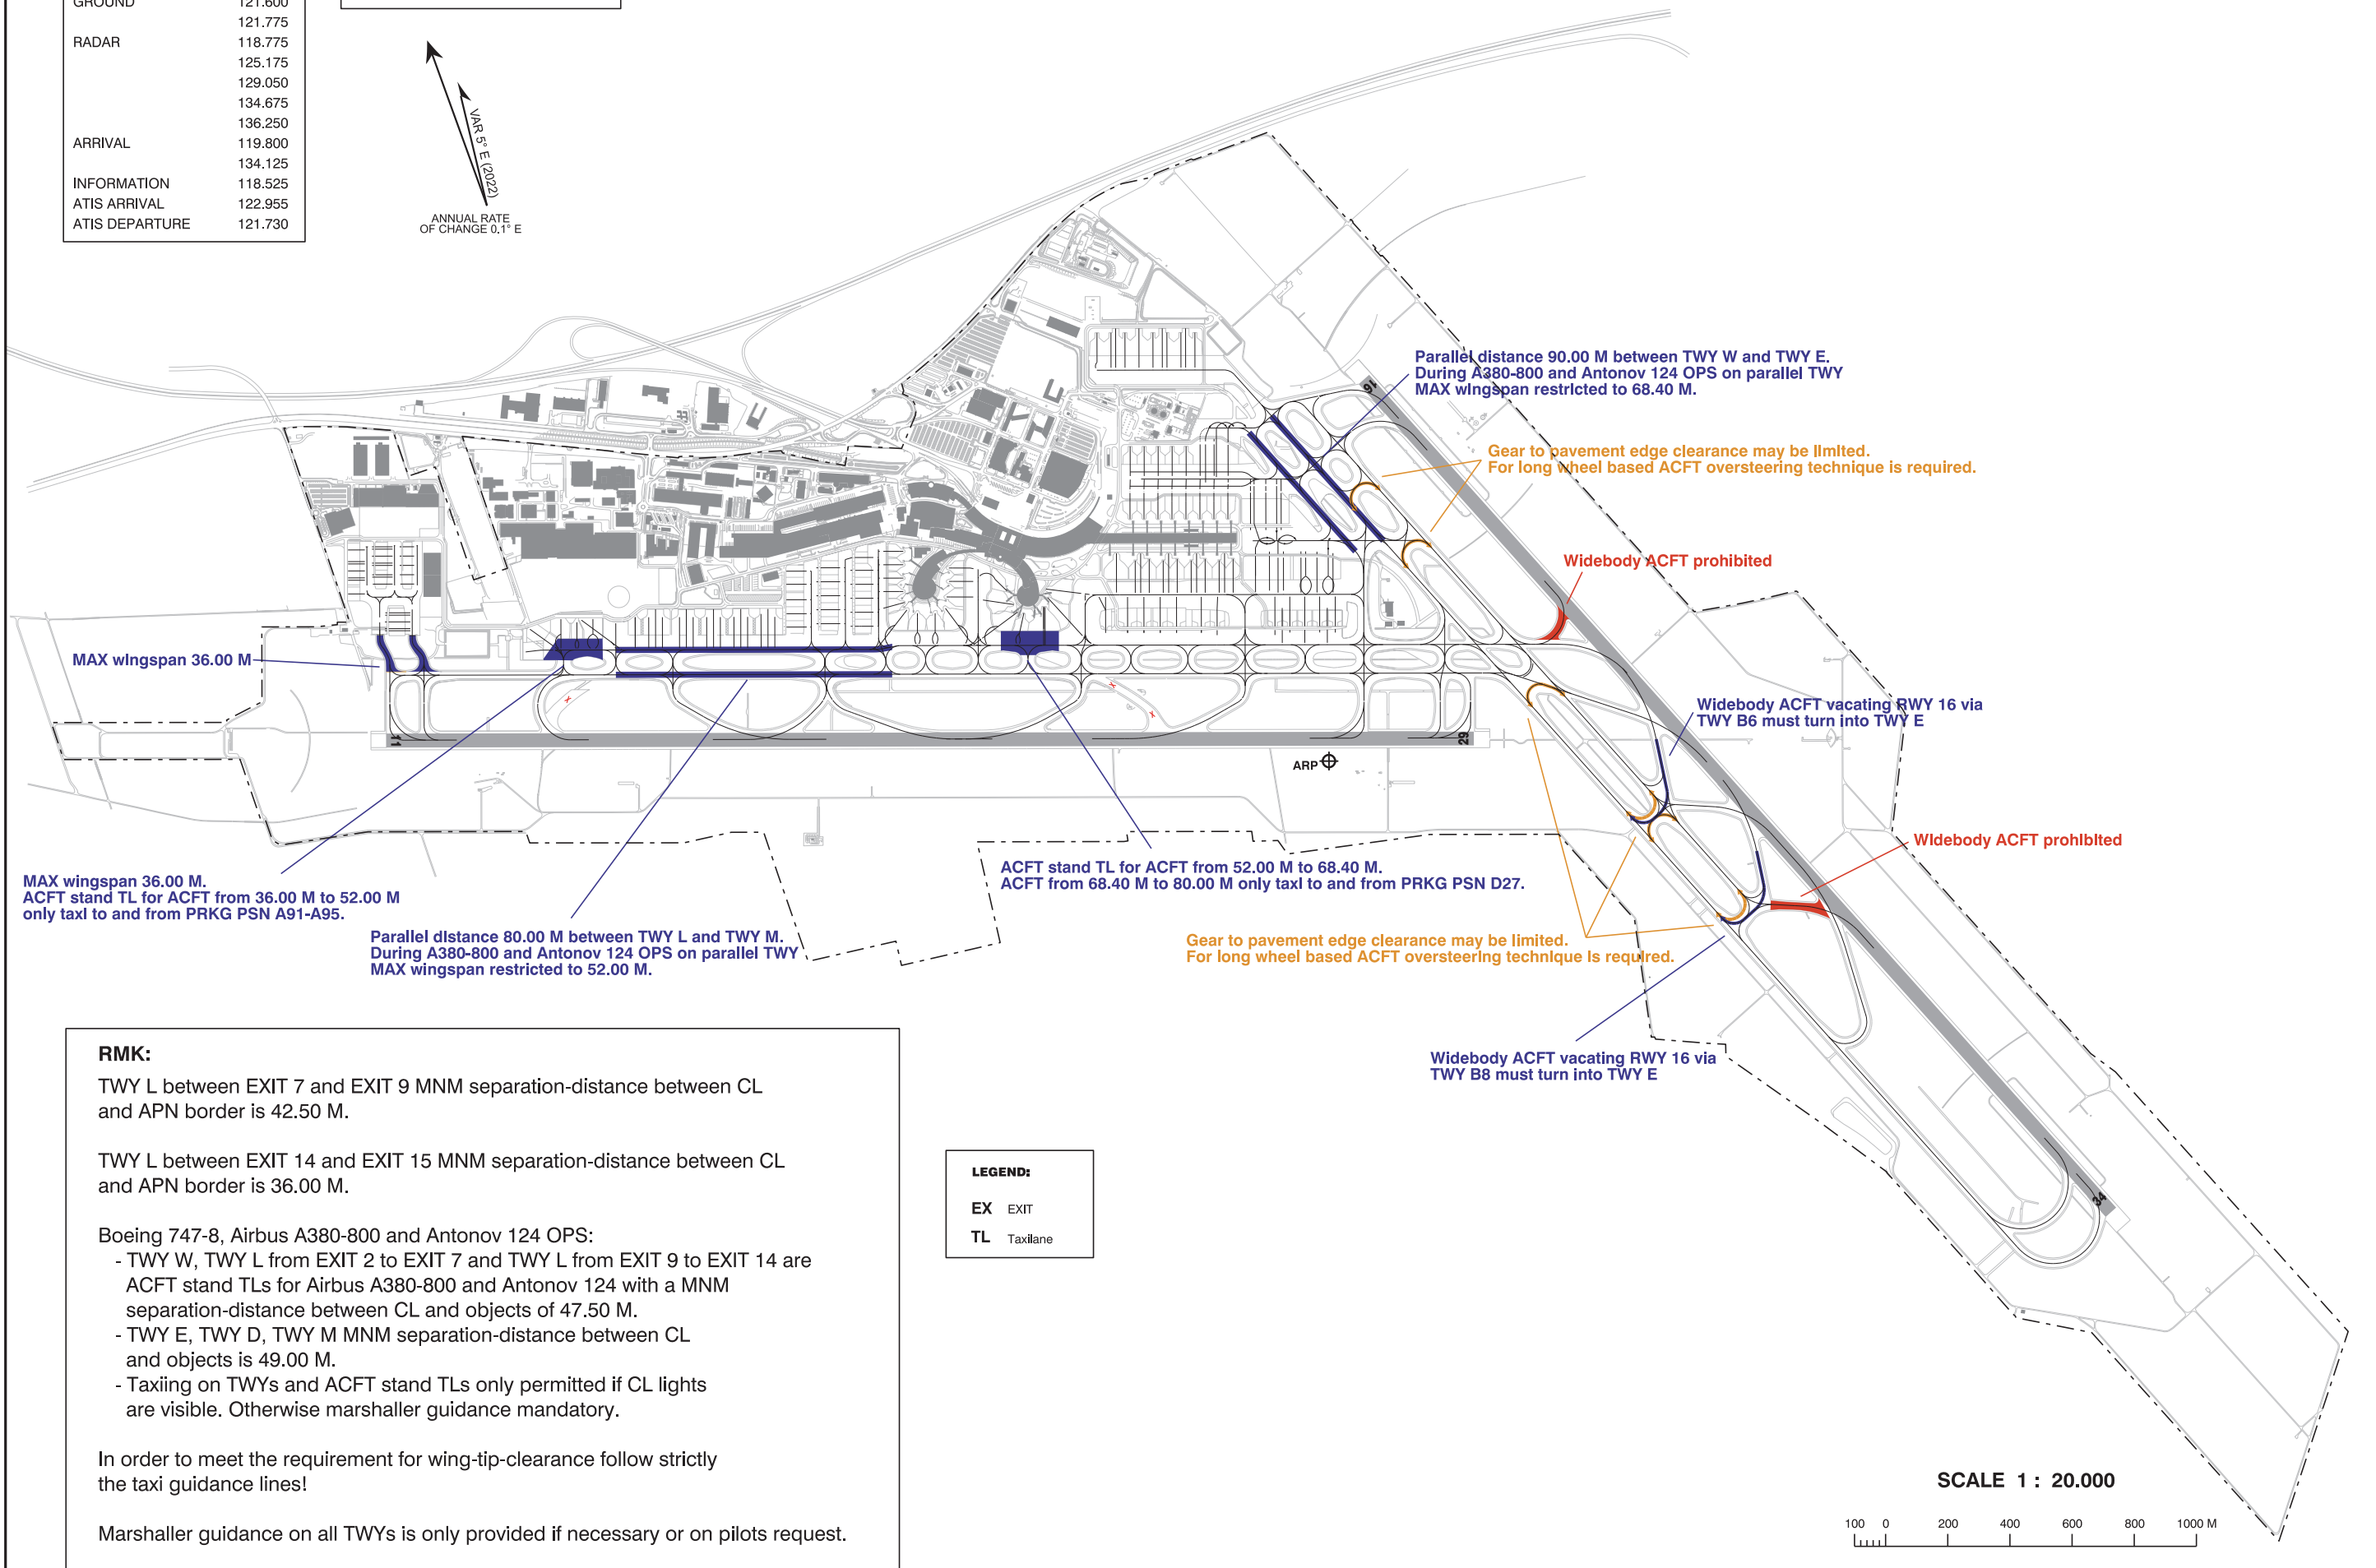 GROUND 121.600
121.775
RADAR 118.775
125.175
129.050
134.675
136.250
ARRIVAL 119.800
134.125
INFORMATION 118.525
ATIS ARRIVAL 122.955
ATIS DEPARTURE 121.730
VAR 5° E (2022)
ANNUAL RATE
OF CHANGE 0.1° E
16
Parallel distance 90.00 M between TWY W and TWY E.
During A380-800 and Antonov 124 OPS on parallel TWY
MAX wingspan restricted to 68.40 M.
Gear to pavement edge clearance may be limited.
For long wheel based ACFT oversteering technique is required.
Widebody ACFT prohibited
MAX wingspan 36.00 M
Widebody ACFT vacating RWY 16 via
TWY B6 must turn into TWY E
11
29
ARP
Widebody ACFT prohibited
MAX wingspan 36.00 M.
ACFT stand TL for ACFT from 36.00 M to 52.00 M
only taxi to and from PRKG PSN A91-A95.
ACFT stand TL for ACFT from 52.00 M to 68.40 M.
ACFT from 68.40 M to 80.00 M only taxi to and from PRKG PSN D27.
Parallel distance 80.00 M between TWY L and TWY M.
During A380-800 and Antonov 124 OPS on parallel TWY
MAX wingspan restricted to 52.00 M.
Gear to pavement edge clearance may be limited.
For long wheel based ACFT oversteering technique is required.
Widebody ACFT vacating RWY 16 via
TWY B8 must turn into TWY E
34
RMK:
TWY L between EXIT 7 and EXIT 9 MNM separation-distance between CL
and APN border is 42.50 M.
TWY L between EXIT 14 and EXIT 15 MNM separation-distance between CL
and APN border is 36.00 M.
Boeing 747-8, Airbus A380-800 and Antonov 124 OPS:
- TWY W, TWY L from EXIT 2 to EXIT 7 and TWY L from EXIT 9 to EXIT 14 are
ACFT stand TLs for Airbus A380-800 and Antonov 124 with a MNM
separation-distance between CL and objects of 47.50 M.
- TWY E, TWY D, TWY M MNM separation-distance between CL
and objects is 49.00 M.
- Taxiing on TWYs and ACFT stand TLs only permitted if CL lights
are visible. Otherwise marshaller guidance mandatory.
In order to meet the requirement for wing-tip-clearance follow strictly
the taxi guidance lines!
Marshaller guidance on all TWYs is only provided if necessary or on pilots request.
LEGEND:
EX EXIT
TL Taxilane
SCALE 1 : 20.000
100 0 200 400 600 800 1000 M